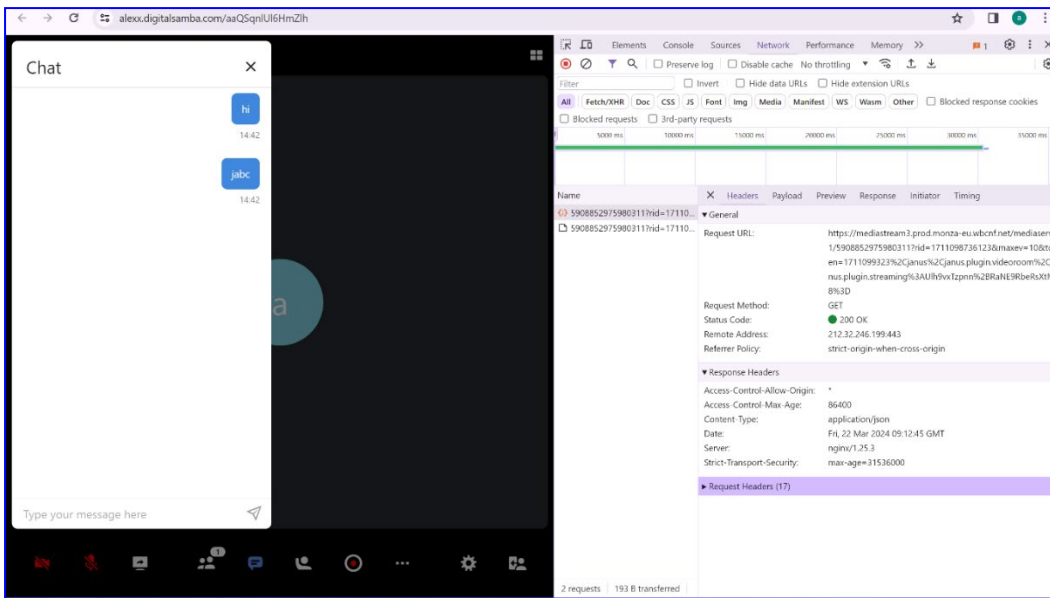 alexx.digitalsamba.com/aaQSqnlUl6HmZlh
Chat
hi
14:42
jabc
14:42
a
Type your message here
1
Elements Console Sources Network Performance Memory 1
Preserve log Disable cache No throttling
Filter Invert Hide data URLs Hide extension URLs
All Fetch/XHR Doc CSS JS Font Img Media Manifest WS Wasm Other Blocked response cookies
Blocked requests 3rd-party requests
5000 ms 10000 ms 15000 ms 20000 ms 25000 ms 30000 ms 35000 ms
Name
5908852975980311?rid=17110...
5908852975980311?rid=17110...
Headers Payload Preview Response Initiator Timing
General
Request URL: https://mediastream3.prod.monza-eu.wbcnf.net/mediaser
1/5908852975980311?rid=1711098736123&maxev=10&to
en=1711099323%2Cjanus%2Cjanus.plugin.videoroom%2C
nus.plugin.streaming%3AUlh9vxTzpnn%2BRaNE9RbeRsXt
8%3D
Request Method: GET
Status Code: 200 OK
Remote Address: 212.32.246.199:443
Referrer Policy: strict-origin-when-cross-origin
Response Headers
Access-Control-Allow-Origin: *
Access-Control-Max-Age: 86400
Content-Type: application/json
Date: Fri, 22 Mar 2024 09:12:45 GMT
Server: nginx/1.25.3
Strict-Transport-Security: max-age=31536000
Request Headers (17)
2 requests 193 B transferred